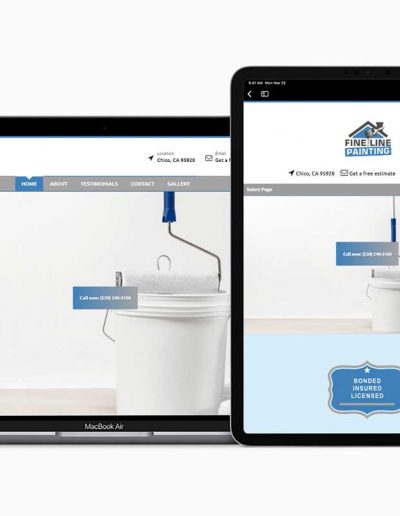 Location
Chico, CA 95928
Email
Get a f
HOME ABOUT TESTIMONIALS CONTACT GALLERY
Call now: (530) 240-3100
MacBook Air
9:41 AM Mon Mar 25
FINE LINE
PAINTING
Chico, CA 95928 Get a free estimate
Select Page
Call now: (530) 240-3100
BONDED
INSURED
LICENSED